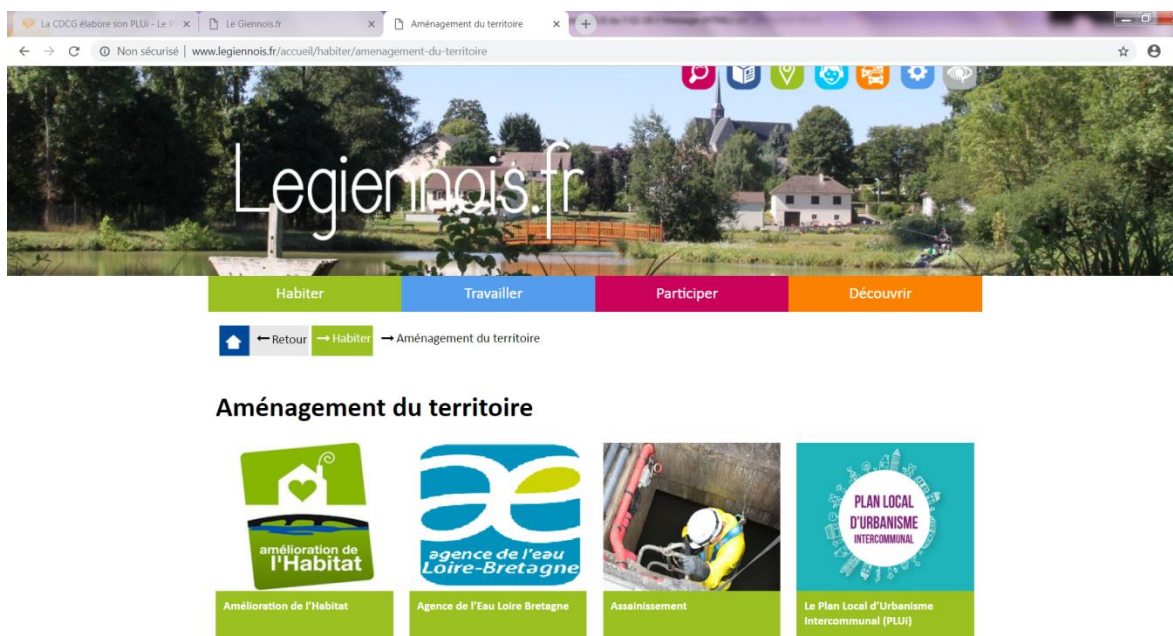 La CDCG élabore son PLUi - Le P
Le Giennois.fr
Aménagement du territoire
Non sécurisé | www.legiennois.fr/accueil/habiter/amenagement-du-territoire
Legiennois.fr
Habiter Travailler Participer Découvrir
Retour Habiter Aménagement du territoire
Aménagement du territoire
amélioration de
l'Habitat
ae
agence de l'eau
Loire-Bretagne
PLAN LOCAL
D'URBANISME
INTERCOMMUNAL
Amélioration de l'Habitat
Agence de l'Eau Loire Bretagne
Assainissement
Le Plan Local d'Urbanisme
Intercommunal (PLUi)